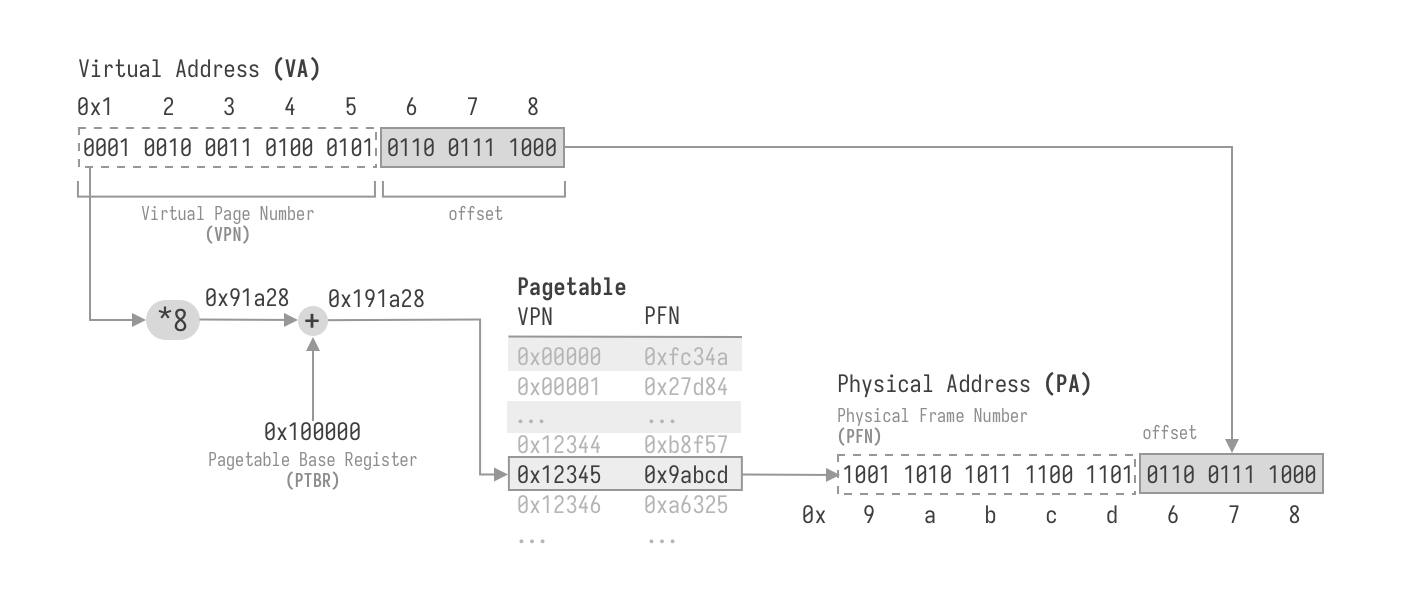 Virtual Address (VA)
0x1 2 3 4 5 6 7 8
0001 0010 0011 0100 0101 0110 0111 1000
Virtual Page Number
(VPN)
offset
*8
0x91a28
+
0x191a28
0x100000
Pagetable Base Register
(PTBR)
Pagetable
VPN PFN
0x00000 0xfc34a
0x00001 0x27d84
... ...
0x12344 0xb8f57
0x12345 0x9abcd
0x12346 0xa6325
... ...
Physical Address (PA)
Physical Frame Number
(PFN)
offset
1001 1010 1011 1100 1101 0110 0111 1000
0x 9 a b c d 6 7 8